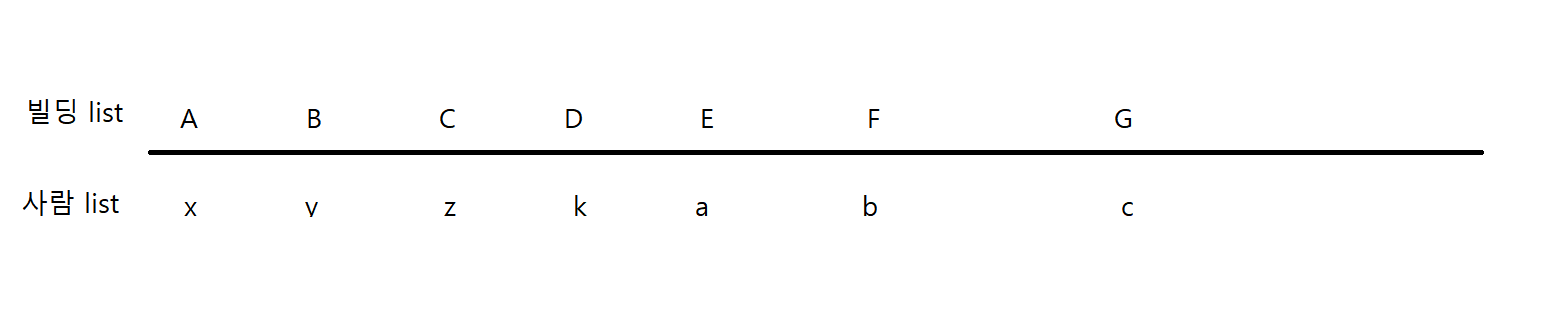 빌딩 list A B C D E F G
사람 list x y z k a b c